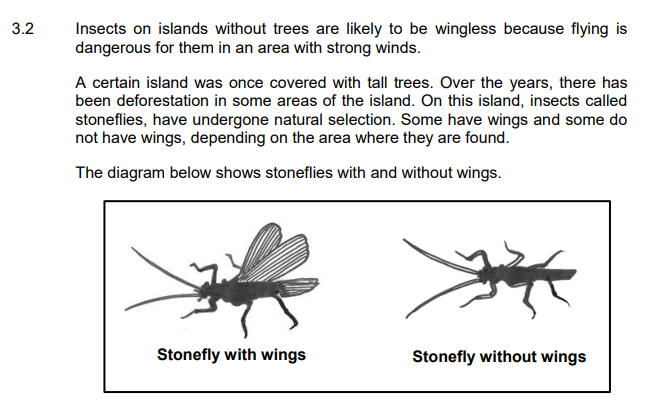 3.2 Insects on islands without trees are likely to be wingless because flying is
dangerous for them in an area with strong winds.
A certain island was once covered with tall trees. Over the years, there has
been deforestation in some areas of the island. On this island, insects called
stoneflies, have undergone natural selection. Some have wings and some do
not have wings, depending on the area where they are found.
The diagram below shows stoneflies with and without wings.
Stonefly with wings
Stonefly without wings